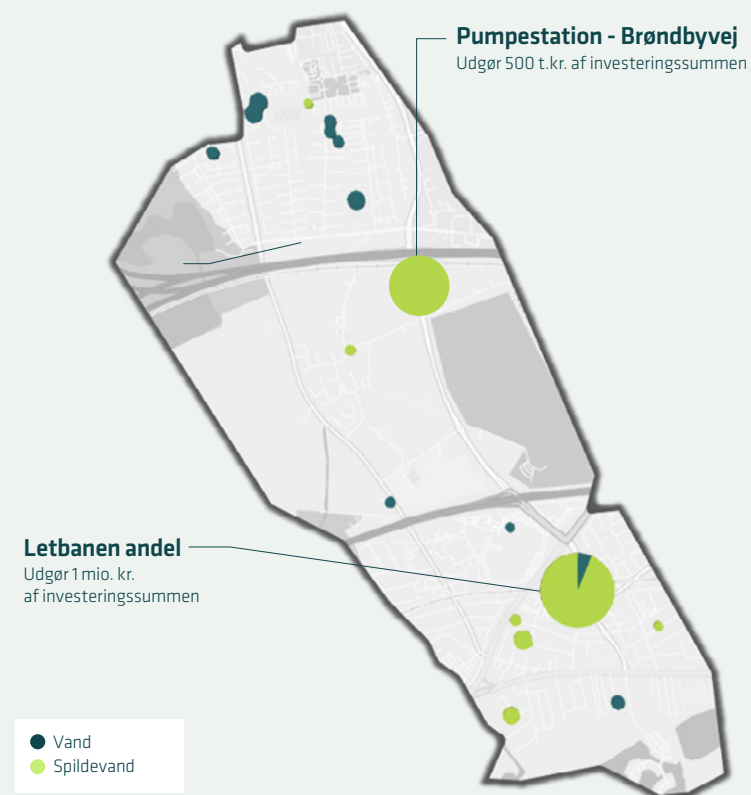 Pumpestation - Brøndbyvej
Udgør 500 t.kr. af investeringssummen
Letbanen andel
Udgør 1 mio. kr.
af investeringssummen
Vand
Spildevand